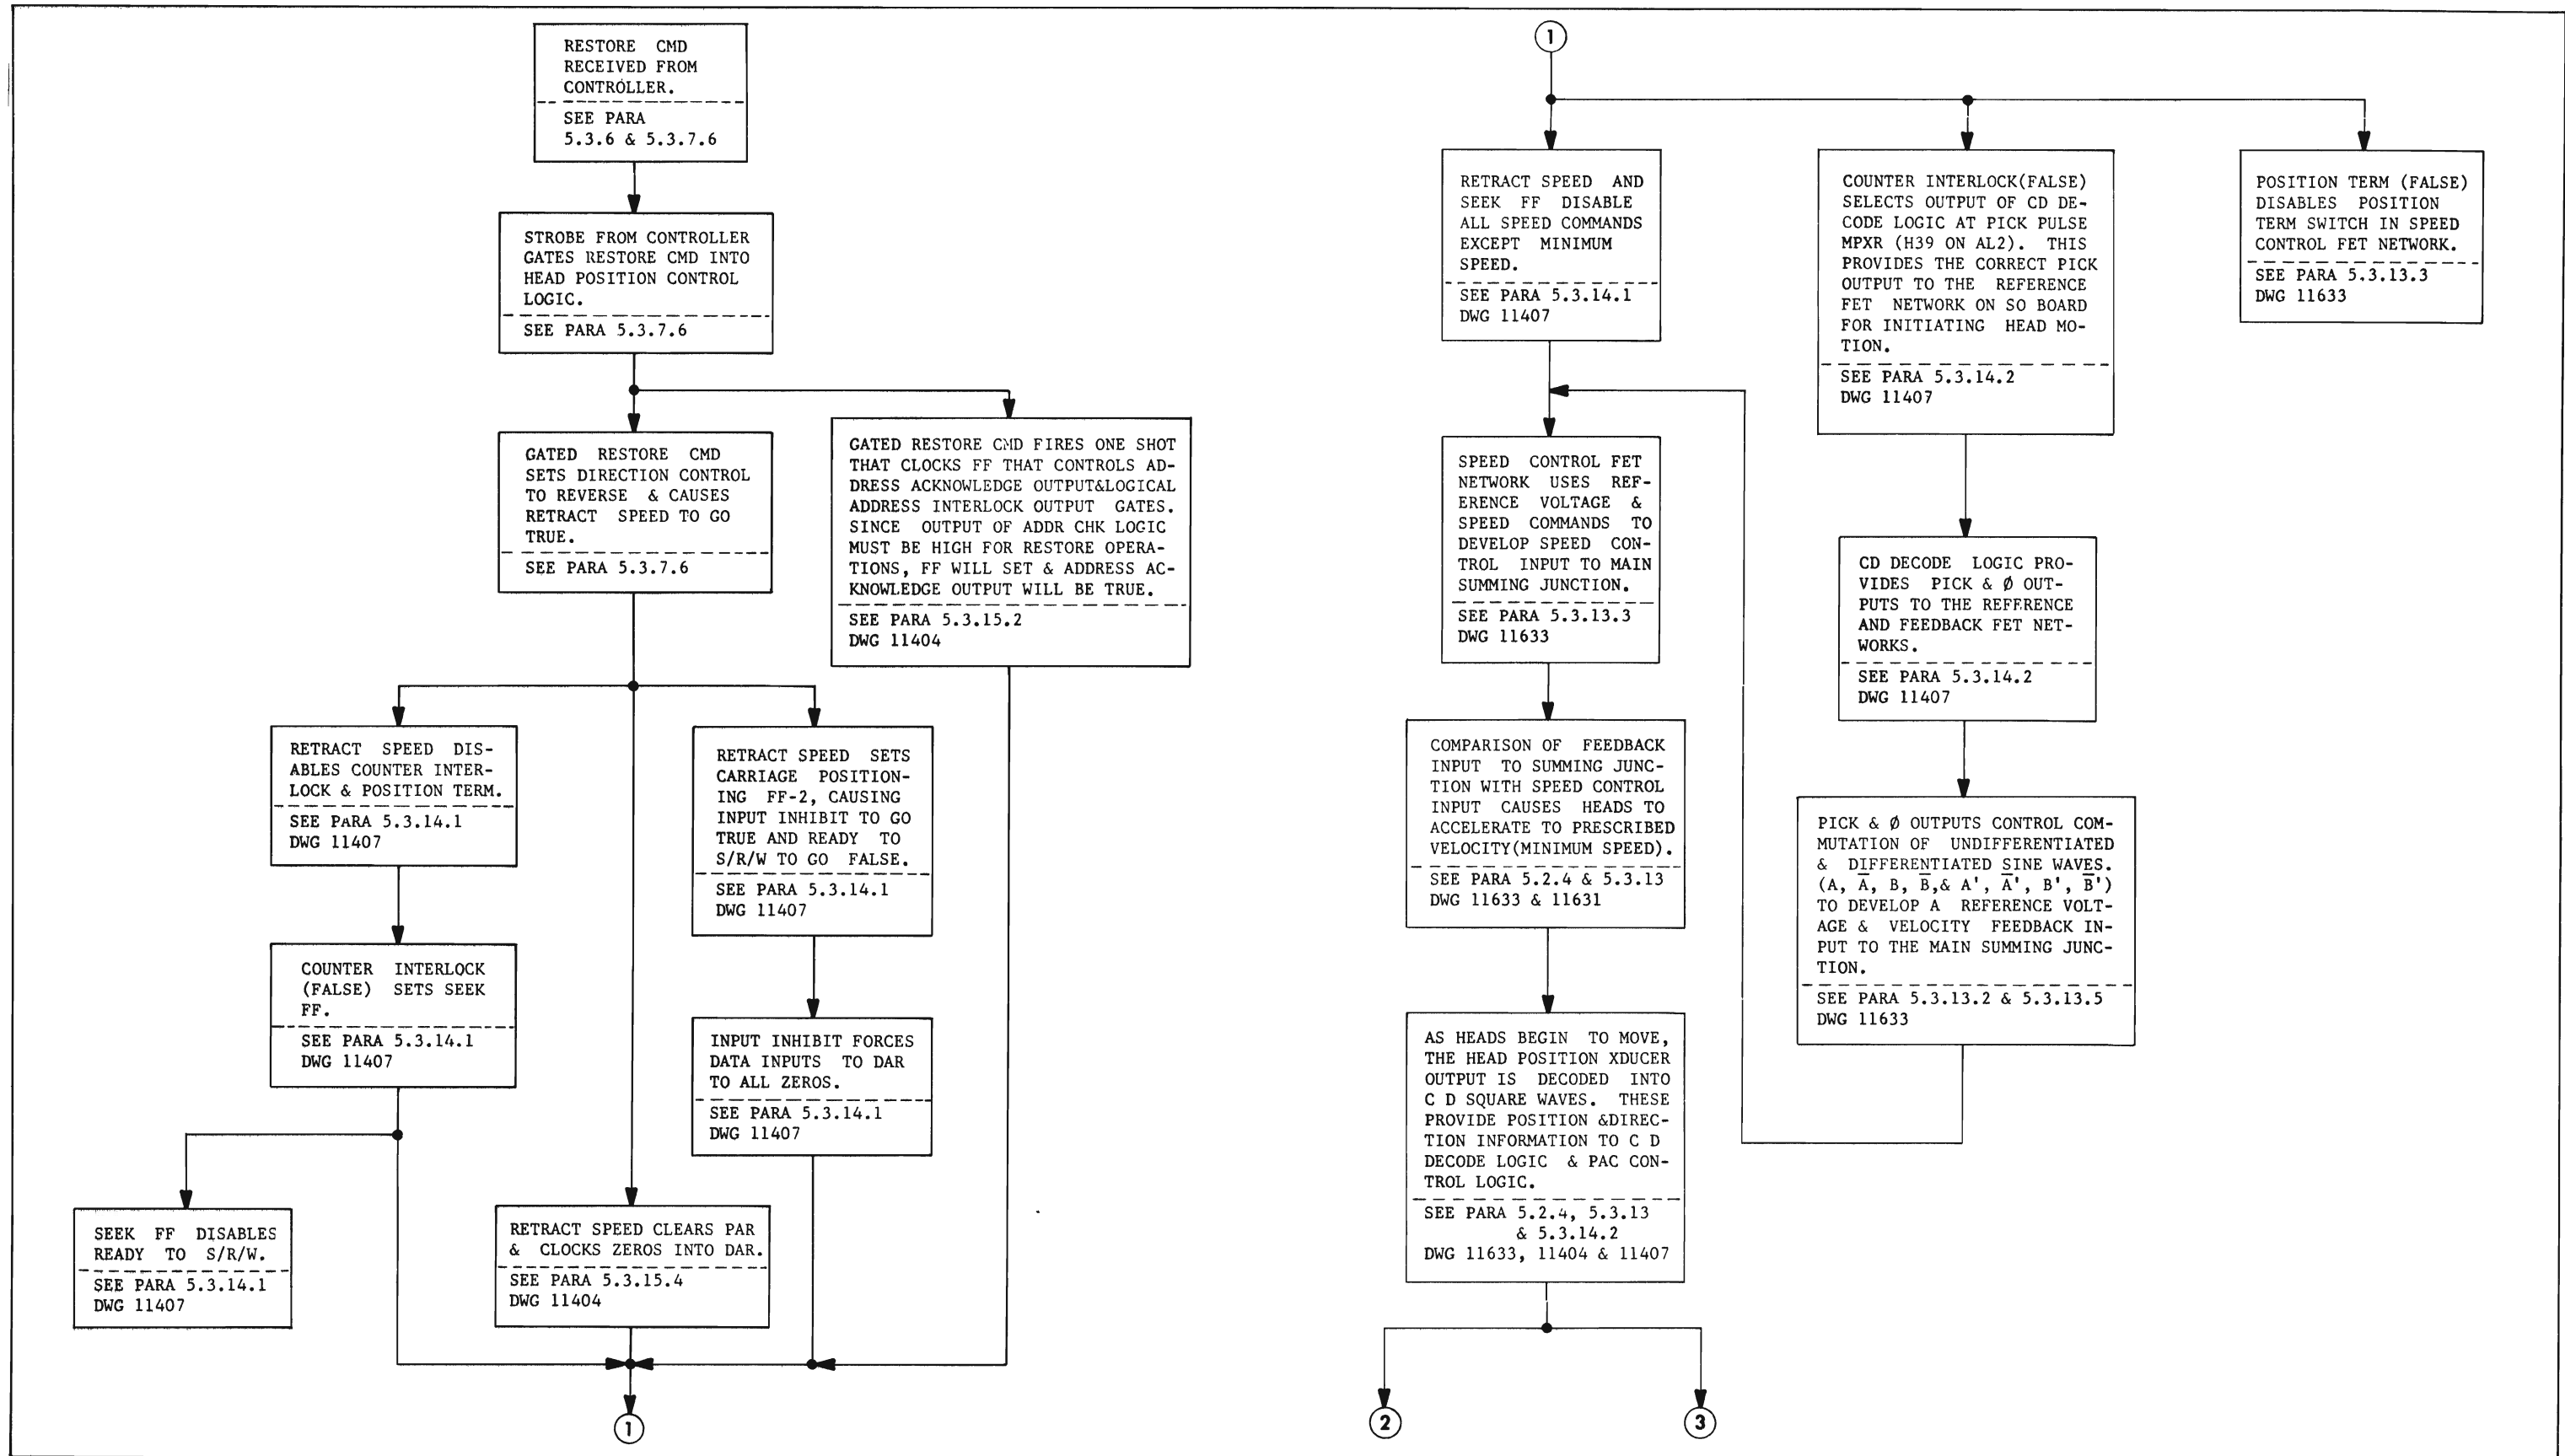 RESTORE CMD
RECEIVED FROM
CONTROLLER.
SEE PARA
5.3.6 & 5.3.7.6
STROBE FROM CONTROLLER
GATES RESTORE CMD INTO
HEAD POSITION CONTROL
LOGIC.
SEE PARA 5.3.7.6
GATED RESTORE CMD
SETS DIRECTION CONTROL
TO REVERSE & CAUSES
RETRACT SPEED TO GO
TRUE.
SEE PARA 5.3.7.6
GATED RESTORE CMD FIRES ONE SHOT
THAT CLOCKS FF THAT CONTROLS AD-
DRESS ACKNOWLEDGE OUTPUT&LOGICAL
ADDRESS INTERLOCK OUTPUT GATES.
SINCE OUTPUT OF ADDR CHK LOGIC
MUST BE HIGH FOR RESTORE OPERA-
TIONS, FF WILL SET & ADDRESS AC-
KNOWLEDGE OUTPUT WILL BE TRUE.
SEE PARA 5.3.15.2
DWG 11404
RETRACT SPEED DIS-
ABLES COUNTER INTER-
LOCK & POSITION TERM.
SEE PARA 5.3.14.1
DWG 11407
RETRACT SPEED SETS
CARRIAGE POSITION-
ING FF-2, CAUSING
INPUT INHIBIT TO GO
TRUE AND READY TO
S/R/W TO GO FALSE.
SEE PARA 5.3.14.1
DWG 11407
COUNTER INTERLOCK
(FALSE) SETS SEEK
FF.
SEE PARA 5.3.14.1
DWG 11407
INPUT INHIBIT FORCES
DATA INPUTS TO DAR
TO ALL ZEROS.
SEE PARA 5.3.14.1
DWG 11407
SEEK FF DISABLES
READY TO S/R/W.
SEE PARA 5.3.14.1
DWG 11407
RETRACT SPEED CLEARS PAR
& CLOCKS ZEROS INTO DAR.
SEE PARA 5.3.15.4
DWG 11404
1
1
RETRACT SPEED AND
SEEK FF DISABLE
ALL SPEED COMMANDS
EXCEPT MINIMUM
SPEED.
SEE PARA 5.3.14.1
DWG 11407
COUNTER INTERLOCK(FALSE)
SELECTS OUTPUT OF CD DE-
CODE LOGIC AT PICK PULSE
MPXR (H39 ON AL2). THIS
PROVIDES THE CORRECT PICK
OUTPUT TO THE REFERENCE
FET NETWORK ON SO BOARD
FOR INITIATING HEAD MO-
TION.
SEE PARA 5.3.14.2
DWG 11407
POSITION TERM (FALSE)
DISABLES POSITION
TERM SWITCH IN SPEED
CONTROL FET NETWORK.
SEE PARA 5.3.13.3
DWG 11633
SPEED CONTROL FET
NETWORK USES REF-
ERENCE VOLTAGE &
SPEED COMMANDS TO
DEVELOP SPEED CON-
TROL INPUT TO MAIN
SUMMING JUNCTION.
SEE PARA 5.3.13.3
DWG 11633
CD DECODE LOGIC PRO-
VIDES PICK & Ø OUT-
PUTS TO THE REFERENCE
AND FEEDBACK FET NET-
WORKS.
SEE PARA 5.3.14.2
DWG 11407
COMPARISON OF FEEDBACK
INPUT TO SUMMING JUNC-
TION WITH SPEED CONTROL
INPUT CAUSES HEADS TO
ACCELERATE TO PRESCRIBED
VELOCITY(MINIMUM SPEED).
SEE PARA 5.2.4 & 5.3.13
DWG 11633 & 11631
PICK & Ø OUTPUTS CONTROL COM-
MUTATION OF UNDIFFERENTIATED
& DIFFERENTIATED SINE WAVES.
(A, A̅, B, B̅,& A', A̅', B', B̅')
TO DEVELOP A REFERENCE VOLT-
AGE & VELOCITY FEEDBACK IN-
PUT TO THE MAIN SUMMING JUNC-
TION.
SEE PARA 5.3.13.2 & 5.3.13.5
DWG 11633
AS HEADS BEGIN TO MOVE,
THE HEAD POSITION XDUCER
OUTPUT IS DECODED INTO
C D SQUARE WAVES. THESE
PROVIDE POSITION &DIREC-
TION INFORMATION TO C D
DECODE LOGIC & PAC CON-
TROL LOGIC.
SEE PARA 5.2.4, 5.3.13
& 5.3.14.2
DWG 11633, 11404 & 11407
2
3